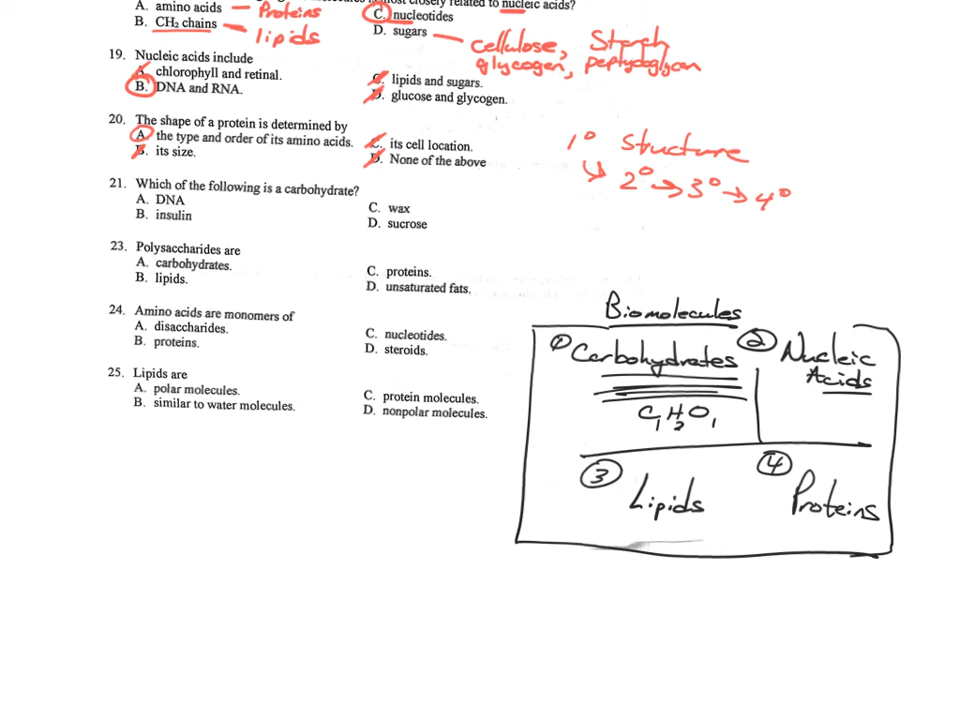 closely related to nucleic acids?
A. amino acids — Proteins
C. nucleotides
B. CH₂ chains — lipids
D. sugars — cellulose, Starch
glycogen, peptydoglycan
19. Nucleic acids include
A. chlorophyll and retinal.
C. lipids and sugars.
B. DNA and RNA.
D. glucose and glycogen.
20. The shape of a protein is determined by
A. the type and order of its amino acids.
C. its cell location.
B. its size.
D. None of the above
1° Structure
↳ 2° → 3° → 4°
21. Which of the following is a carbohydrate?
A. DNA
C. wax
B. insulin
D. sucrose
23. Polysaccharides are
A. carbohydrates.
C. proteins.
B. lipids.
D. unsaturated fats.
24. Amino acids are monomers of
A. disaccharides.
C. nucleotides.
B. proteins.
D. steroids.
25. Lipids are
A. polar molecules.
C. protein molecules.
B. similar to water molecules.
D. nonpolar molecules.
Biomolecules
① Carbohydrates
C₁H₂O₁
② Nucleic
Acids
③ Lipids
④ Proteins